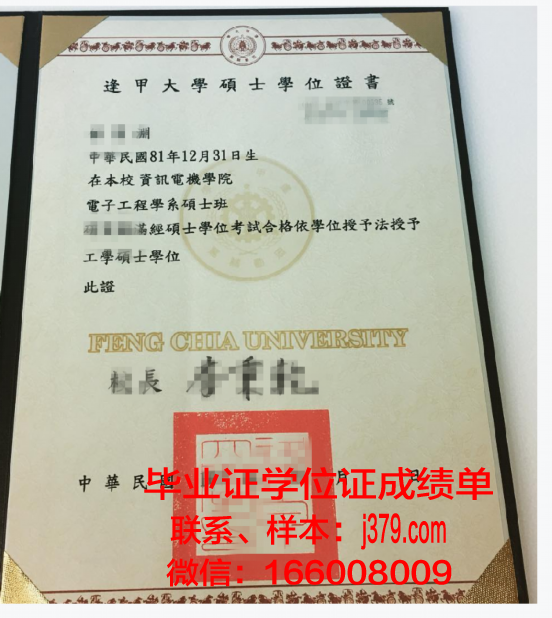 逢甲大學碩士學位證書
號
中華民國81年12月31日生
在本校資訊電機學院
電子工程學系碩士班
經碩士學位考試合格依學位授予法授予
工學碩士學位
此證
FENG CHIA UNIVERSITY
校長
中華民國 月 日
毕业证学位证成绩单
联系、样本：j379.com
微信：166008009